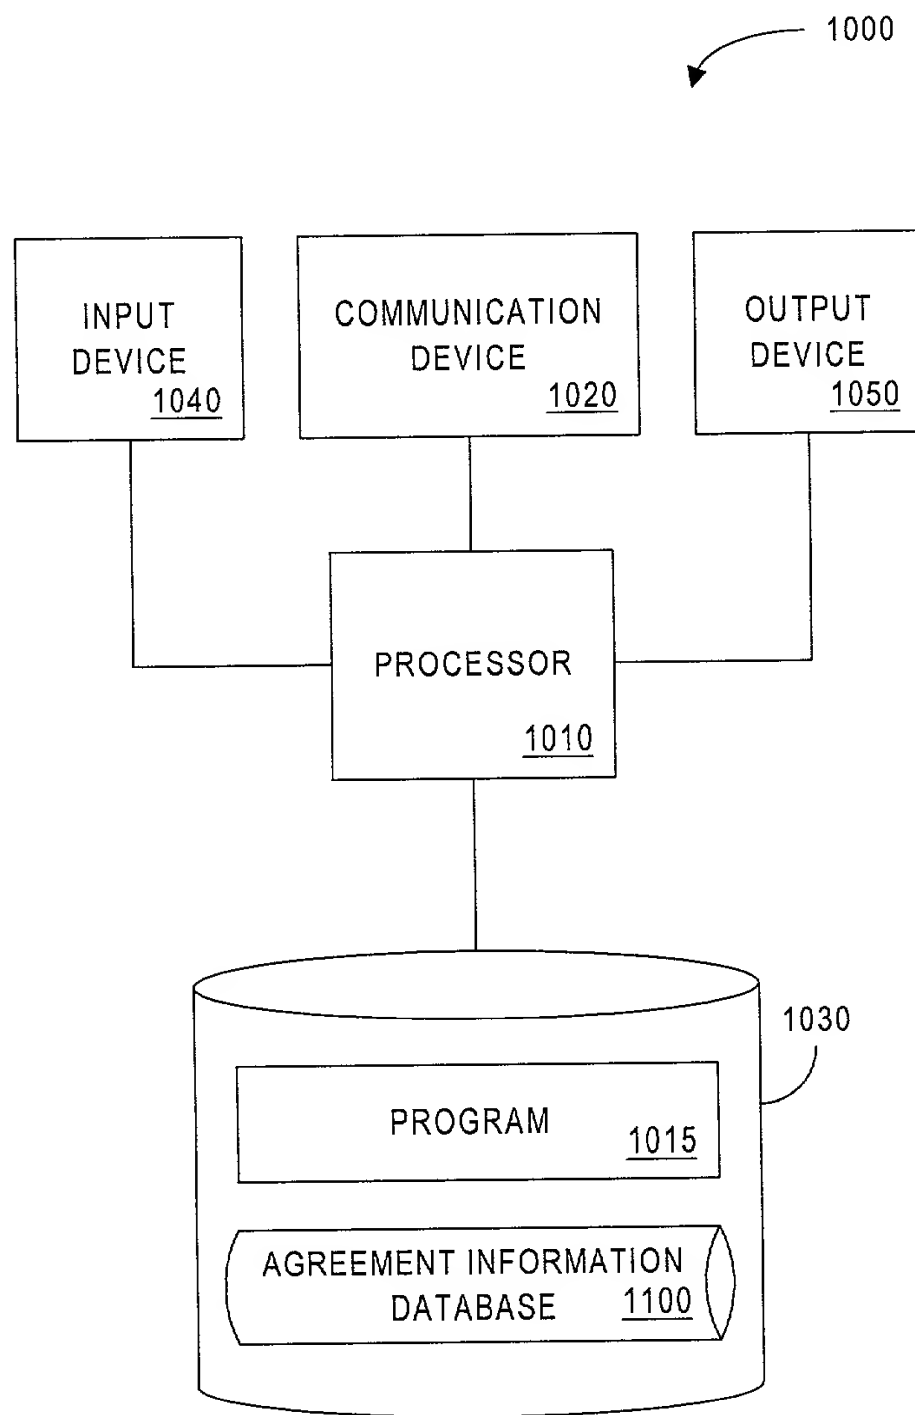 1000
INPUT
DEVICE
1040
COMMUNICATION
DEVICE
1020
OUTPUT
DEVICE
1050
PROCESSOR
1010
1030
PROGRAM
1015
AGREEMENT INFORMATION
DATABASE 1100